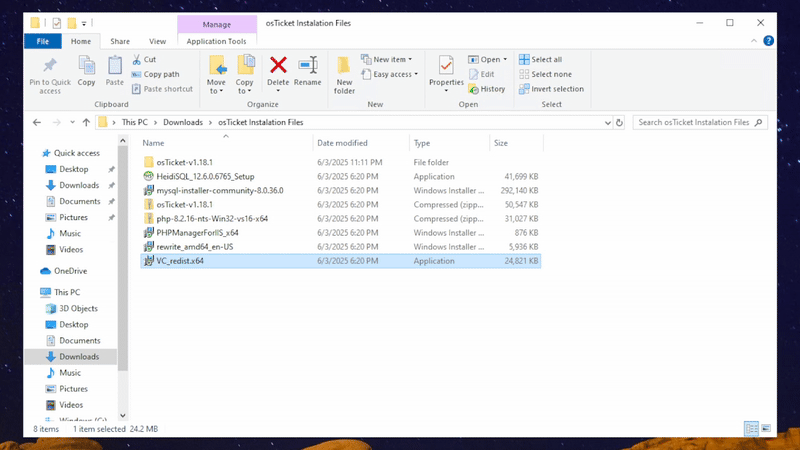 Manage
osTicket Instalation Files
File
Home
Share
View
Application Tools
Pin to Quick access
Copy
Paste
Cut
Copy path
Paste shortcut
Clipboard
Move to
Copy to
Delete
Rename
Organize
New folder
New item
Easy access
New
Properties
Open
Edit
History
Open
Select all
Select none
Invert selection
Select
This PC > Downloads > osTicket Instalation Files
Search osTicket Instalation Files
Name Date modified Type Size
osTicket-v1.18.1 6/3/2025 11:11 PM File folder
HeidiSQL_12.6.0.6765_Setup 6/3/2025 6:20 PM Application 41,699 KB
mysql-installer-community-8.0.36.0 6/3/2025 6:20 PM Windows Installer ... 292,140 KB
osTicket-v1.18.1 6/3/2025 6:20 PM Compressed (zipp... 50,547 KB
php-8.2.16-nts-Win32-vs16-x64 6/3/2025 6:20 PM Compressed (zipp... 31,027 KB
PHPManagerForIIS_x64 6/3/2025 6:20 PM Windows Installer ... 876 KB
rewrite_amd64_en-US 6/3/2025 6:20 PM Windows Installer ... 5,936 KB
VC_redist.x64 6/3/2025 6:20 PM Application 24,821 KB
Quick access
Desktop
Downloads
Documents
Pictures
Music
Videos
OneDrive
This PC
3D Objects
Desktop
Documents
Downloads
Music
Pictures
Videos
Windows (C:)
8 items 1 item selected 24.2 MB